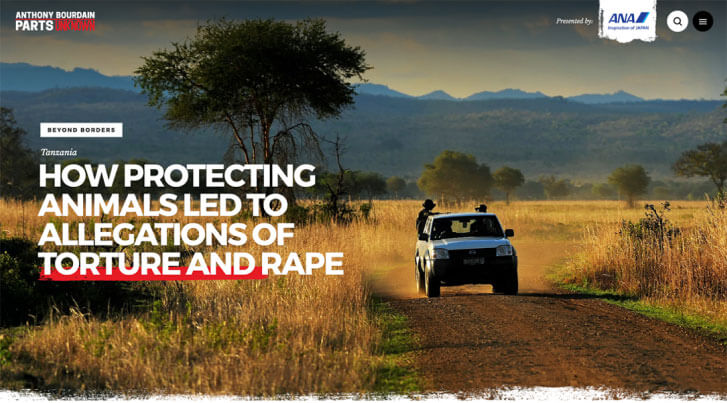 ANTHONY BOURDAIN
PARTS UNKNOWN
Presented by:
ANA
Inspiration of JAPAN
BEYOND BORDERS
Tanzania
HOW PROTECTING
ANIMALS LED TO
ALLEGATIONS OF
TORTURE AND RAPE